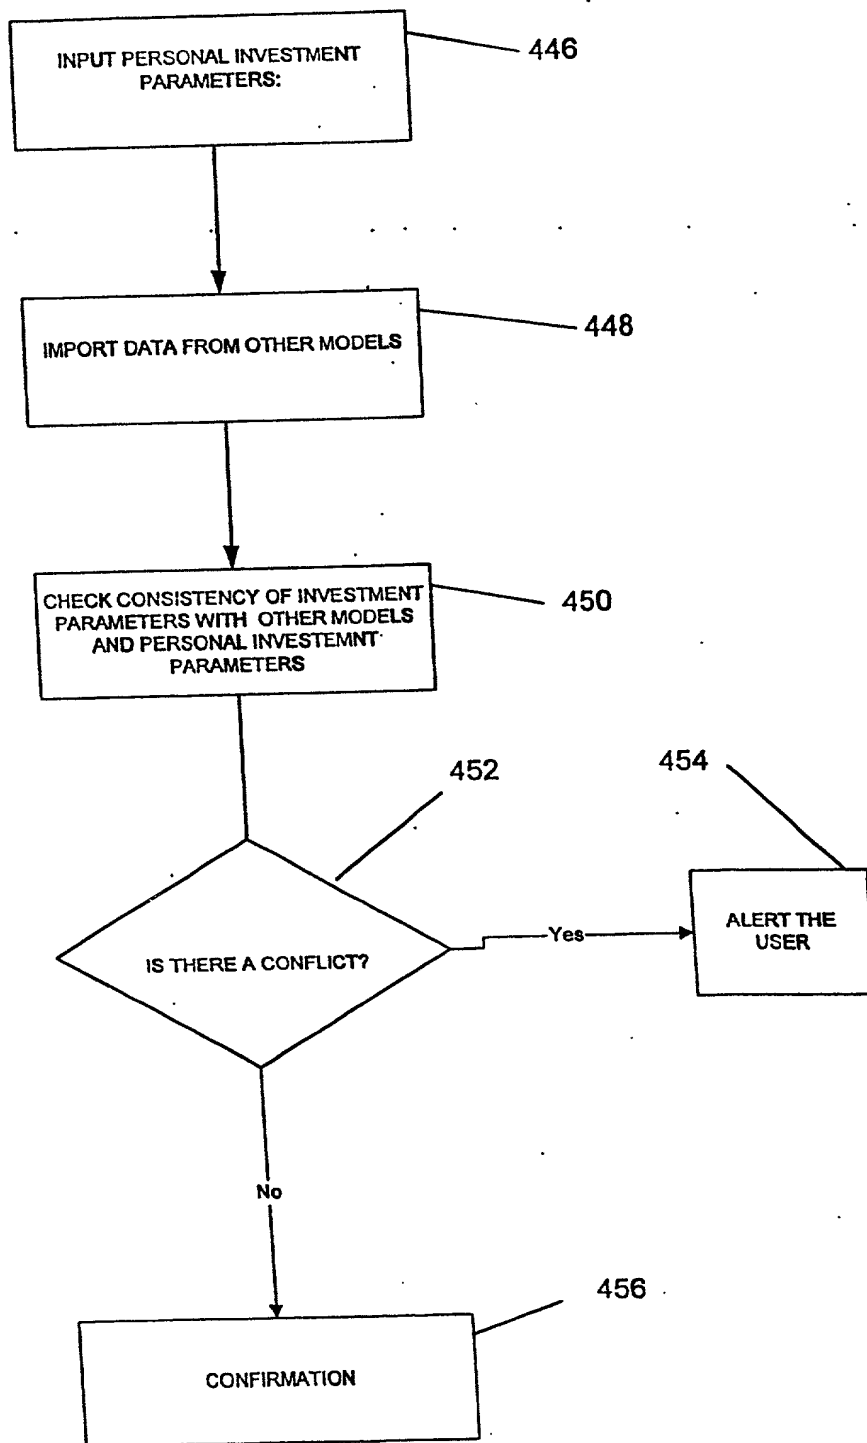 INPUT PERSONAL INVESTMENT
PARAMETERS:
446
IMPORT DATA FROM OTHER MODELS
448
CHECK CONSISTENCY OF INVESTMENT
PARAMETERS WITH OTHER MODELS
AND PERSONAL INVESTEMNT
PARAMETERS
450
452
454
IS THERE A CONFLICT?
Yes
ALERT THE
USER
No
456
CONFIRMATION